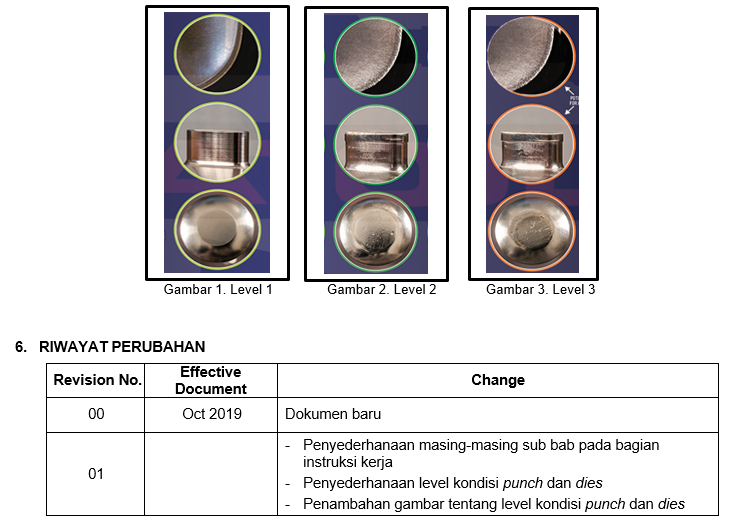 Gambar 1. Level 1
Gambar 2. Level 2
Gambar 3. Level 3
6. RIWAYAT PERUBAHAN
Revision No.
Effective
Document
Change
00
Oct 2019
Dokumen baru
01
- Penyederhanaan masing-masing sub bab pada bagian
instruksi kerja
- Penyederhanaan level kondisi punch dan dies
- Penambahan gambar tentang level kondisi punch dan dies